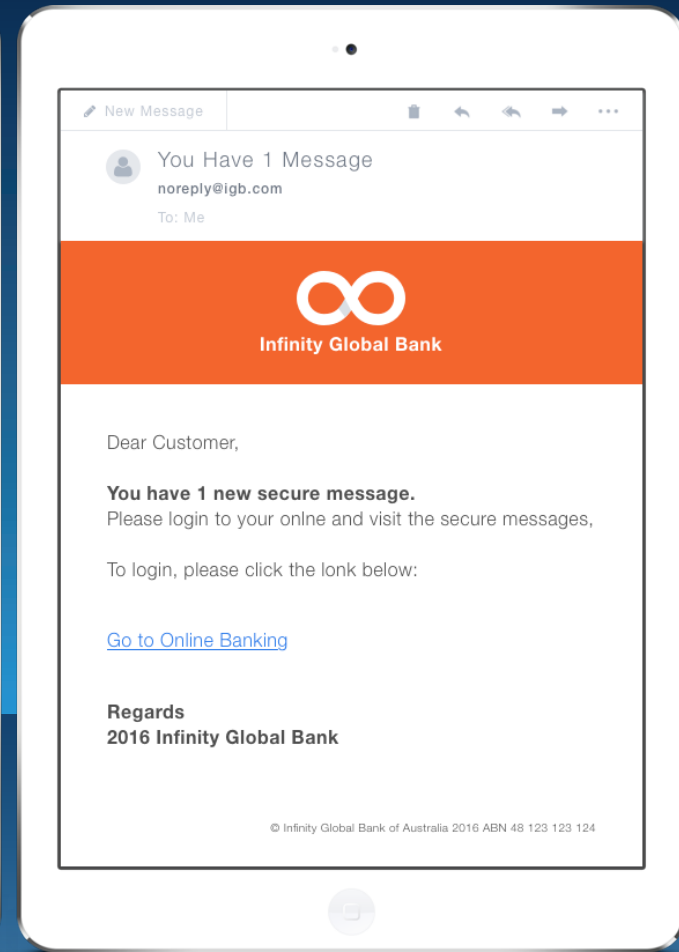 New Message
You Have 1 Message
noreply@igb.com
To: Me
Infinity Global Bank
Dear Customer,
You have 1 new secure message.
Please login to your onlne and visit the secure messages,
To login, please click the lonk below:
Go to Online Banking
Regards
2016 Infinity Global Bank
© Infinity Global Bank of Australia 2016 ABN 48 123 123 124